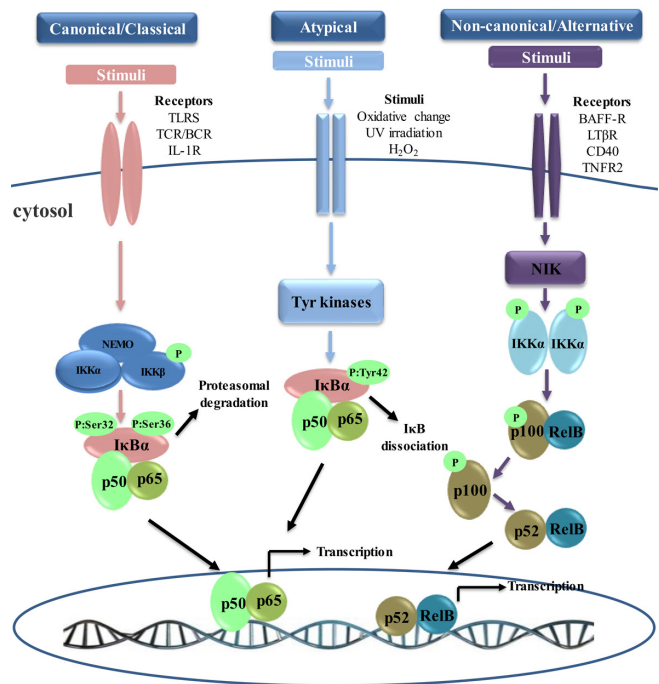 Canonical/Classical
Stimuli
Receptors
TLRS
TCR/BCR
IL-1R
Atypical
Stimuli
Stimuli
Oxidative change
UV irradiation
H₂O₂
Non-canonical/Alternative
Stimuli
Receptors
BAFF-R
LTβR
CD40
TNFR2
cytosol
NEMO
IKKα
IKKβ
P
P:Ser32
P:Ser36
IκBα
p50
p65
Proteasomal
degradation
Tyr kinases
P:Tyr42
IκBα
p50
p65
IκB
dissociation
NIK
P
P
IKKα
IKKα
P
p100
RelB
P
p100
p52
RelB
p50
p65
Transcription
p52
RelB
Transcription